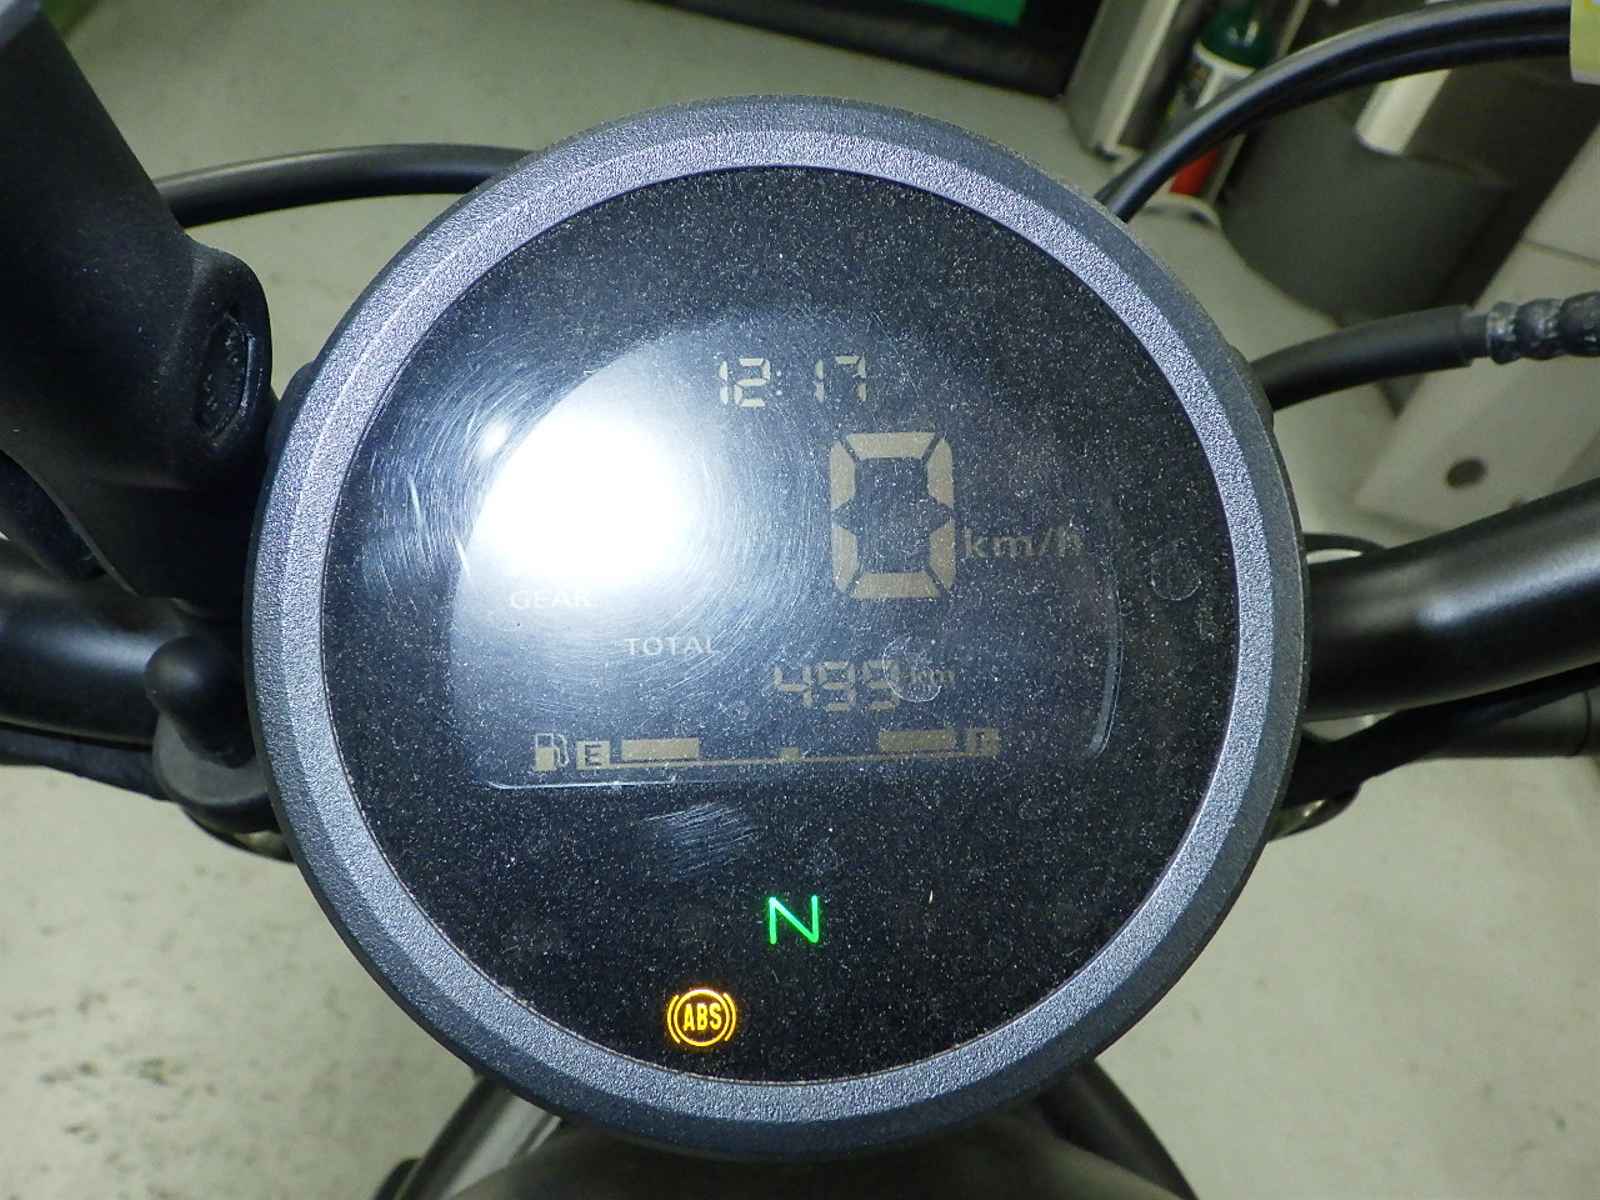 12:17
0 km/h
GEAR
TOTAL
499 km
E F
N
ABS